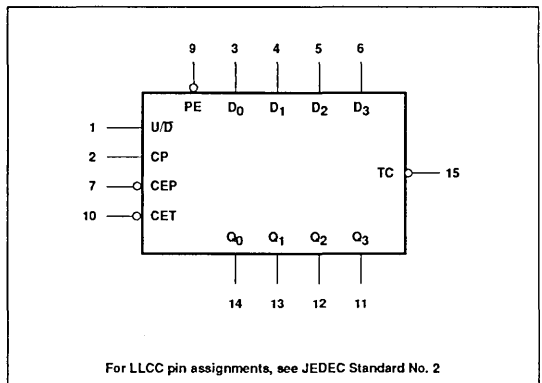 9 3 4 5 6
PE D0 D1 D2 D3
1 U/D̅
2 CP
7 CEP
TC 15
10 CET
Q0 Q1 Q2 Q3
14 13 12 11
For LLCC pin assignments, see JEDEC Standard No. 2